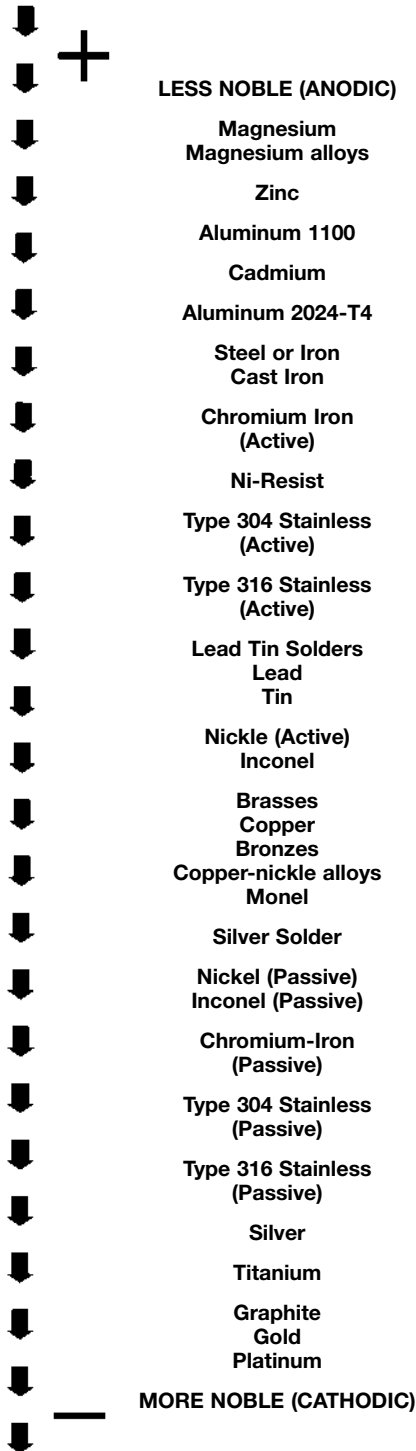 +
LESS NOBLE (ANODIC)
Magnesium
Magnesium alloys
Zinc
Aluminum 1100
Cadmium
Aluminum 2024-T4
Steel or Iron
Cast Iron
Chromium Iron
(Active)
Ni-Resist
Type 304 Stainless
(Active)
Type 316 Stainless
(Active)
Lead Tin Solders
Lead
Tin
Nickle (Active)
Inconel
Brasses
Copper
Bronzes
Copper-nickle alloys
Monel
Silver Solder
Nickel (Passive)
Inconel (Passive)
Chromium-Iron
(Passive)
Type 304 Stainless
(Passive)
Type 316 Stainless
(Passive)
Silver
Titanium
Graphite
Gold
Platinum
— MORE NOBLE (CATHODIC)